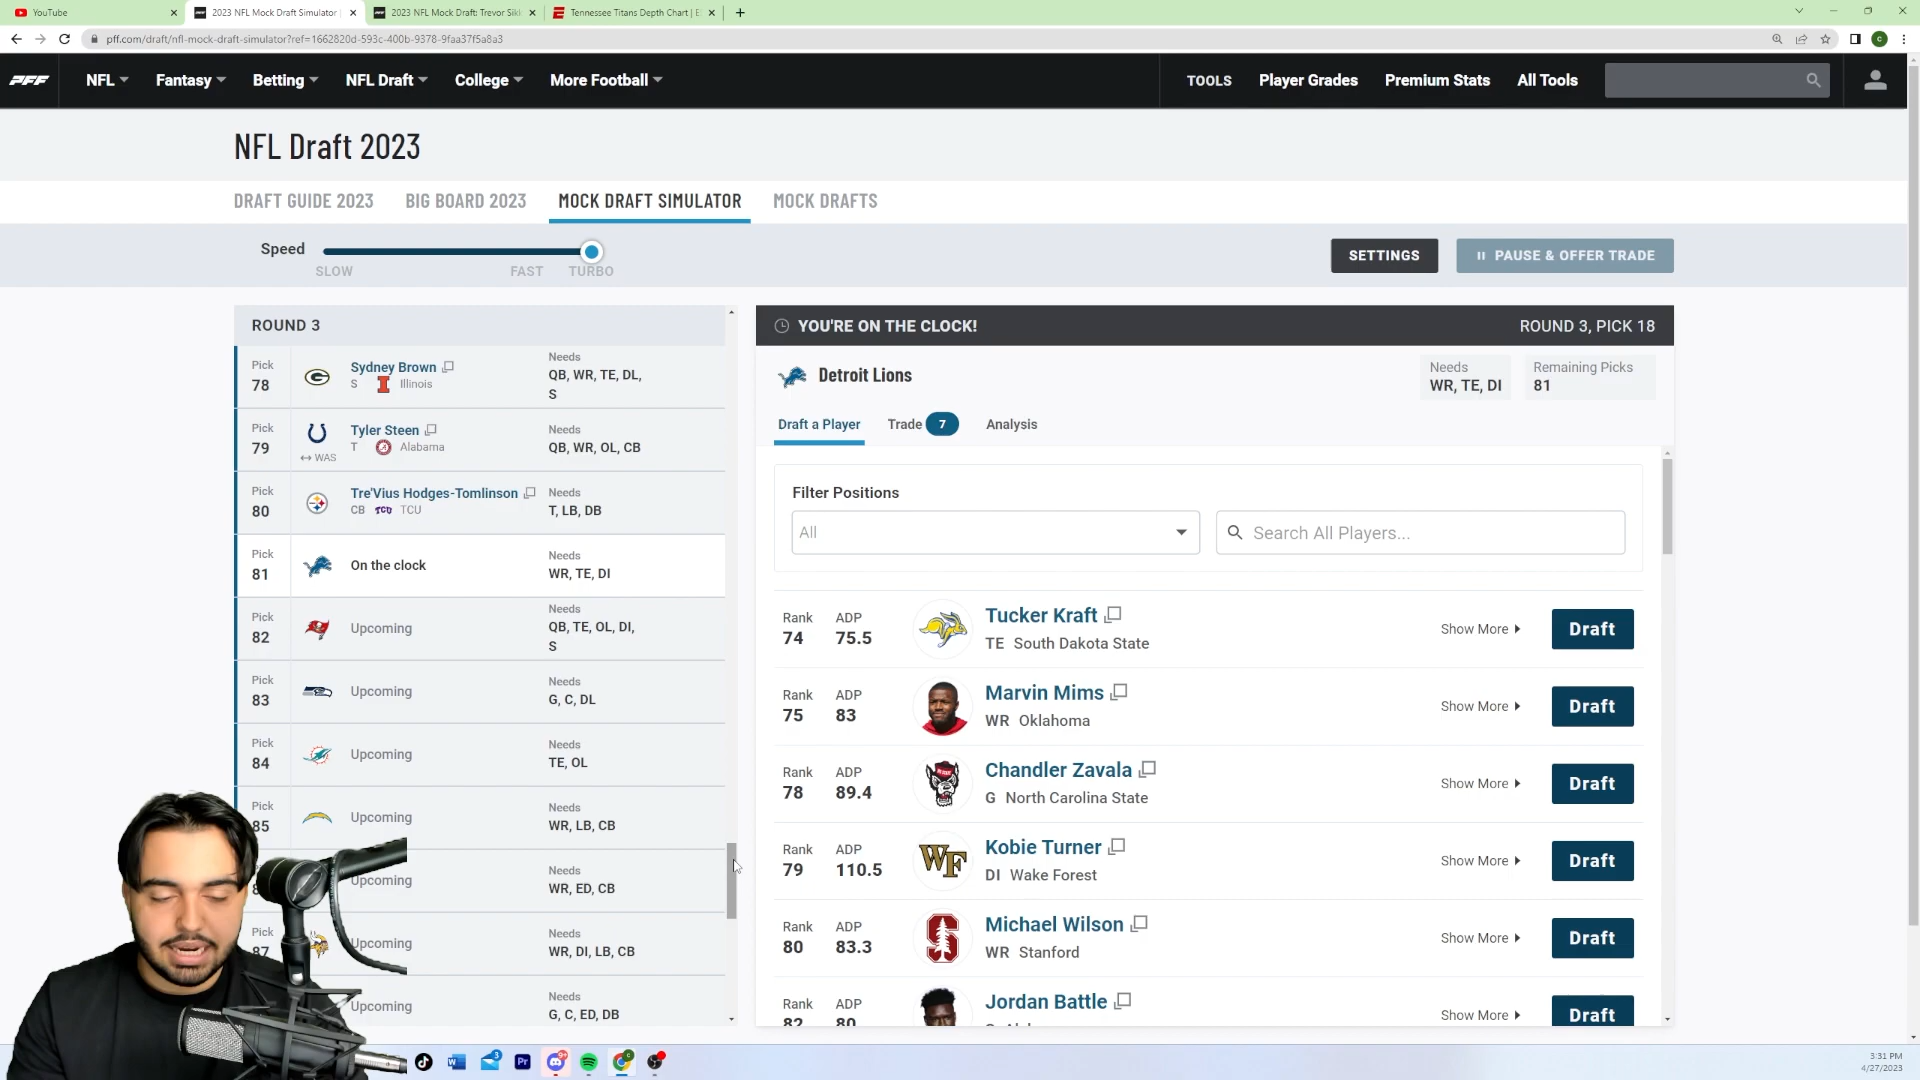 YouTube
2023 NFL Mock Draft Simulator |
2023 NFL Mock Draft: Trevor Sik
Tennessee Titans Depth Chart | E
pff.com/draft/nfl-mock-draft-simulator?ref=1662820d-593c-400b-9378-9faa37f5a8a3
PFF
NFL
Fantasy
Betting
NFL Draft
College
More Football
TOOLS
Player Grades
Premium Stats
All Tools
NFL Draft 2023
DRAFT GUIDE 2023
BIG BOARD 2023
MOCK DRAFT SIMULATOR
MOCK DRAFTS
Speed
SLOW
FAST
TURBO
SETTINGS
PAUSE & OFFER TRADE
ROUND 3
Pick
78
Sydney Brown
S
Illinois
Needs
QB, WR, TE, DL,
S
Pick
79
WAS
Tyler Steen
T
Alabama
Needs
QB, WR, OL, CB
Pick
80
Tre'Vius Hodges-Tomlinson
CB
TCU
TCU
Needs
T, LB, DB
Pick
81
On the clock
Needs
WR, TE, DI
Pick
82
Upcoming
Needs
QB, TE, OL, DI,
S
Pick
83
Upcoming
Needs
G, C, DL
Pick
84
Upcoming
Needs
TE, OL
Pick
85
Upcoming
Needs
WR, LB, CB
Upcoming
Needs
WR, ED, CB
Pick
87
Upcoming
Needs
WR, DI, LB, CB
Upcoming
Needs
G, C, ED, DB
YOU'RE ON THE CLOCK!
ROUND 3, PICK 18
Detroit Lions
Needs
WR, TE, DI
Remaining Picks
81
Draft a Player
Trade 7
Analysis
Filter Positions
All
Search All Players...
Rank
74
ADP
75.5
Tucker Kraft
TE South Dakota State
Show More
Draft
Rank
75
ADP
83
Marvin Mims
WR Oklahoma
Show More
Draft
Rank
78
ADP
89.4
Chandler Zavala
G North Carolina State
Show More
Draft
Rank
79
ADP
110.5
WF
Kobie Turner
DI Wake Forest
Show More
Draft
Rank
80
ADP
83.3
Michael Wilson
WR Stanford
Show More
Draft
Rank
82
ADP
80
Jordan Battle
Show More
Draft
3:31 PM
4/27/2023